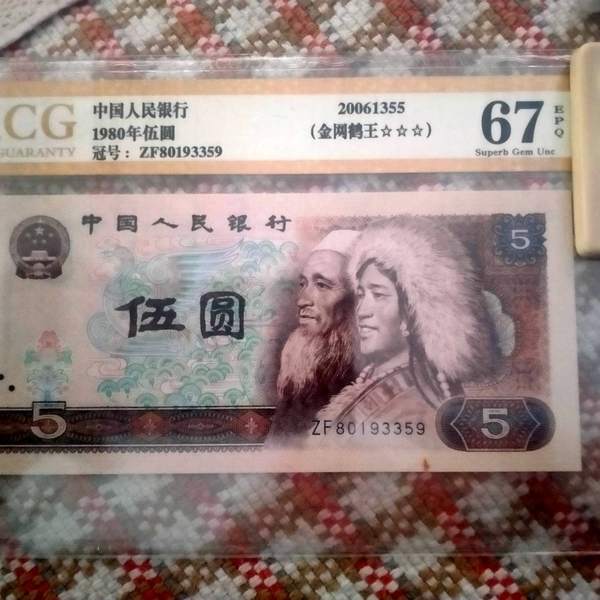 CG
GUARANTY
中国人民银行
1980年伍圆
冠号：ZF80193359
20061355
(金网鹤王☆☆☆)
67
EPQ
Superb Gem Unc
中国人民银行
5
伍圆
ZF80193359
5
5